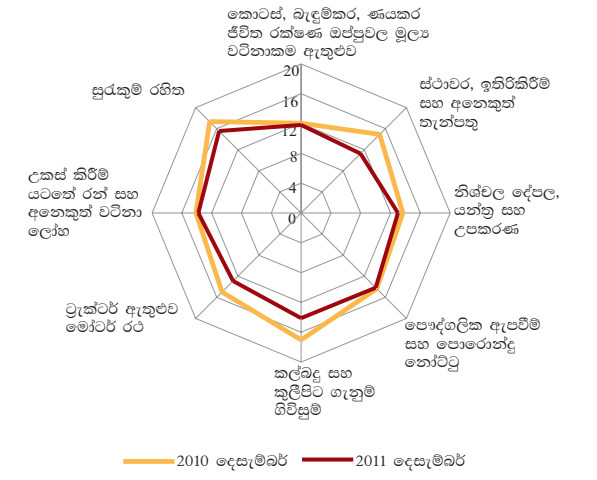 කොටස්, බැඳුම්කර, ණයකර
ජීවිත රක්ෂණ ඔප්පුවල මූල්‍ය
වටිනාකම ඇතුළුව
ස්ථාවර, ඉතිරිකිරීම්
සහ අනෙකුත්
තැන්පතු
නිශ්චල දේපල,
යන්ත්‍ර සහ
උපකරණ
පෞද්ගලික ඇපවීම්
සහ පොරොන්දු
නෝට්ටු
කල්බදු සහ
කුලීපිට ගැනුම්
ගිවිසුම්
ට්‍රැක්ටර් ඇතුළුව
මෝටර් රථ
උකස් කිරීම්
යටතේ රන් සහ
අනෙකුත් වටිනා
ලෝහ
සුරැකුම් රහිත
20
16
12
8
4
0
2010 දෙසැම්බර්
2011 දෙසැම්බර්